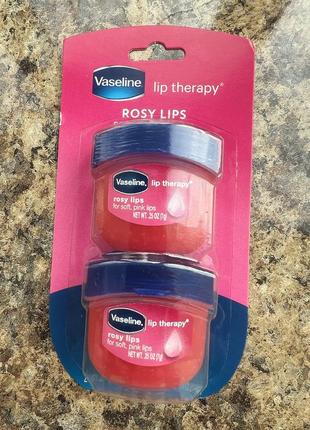 Vaseline. lip therapy®
ROSY LIPS
Vaseline. lip therapy®
rosy lips
for soft, pink lips
NET WT. .25 OZ (7g)
Vaseline. lip therapy®
rosy lips
for soft, pink lips
NET WT. .25 OZ (7g)